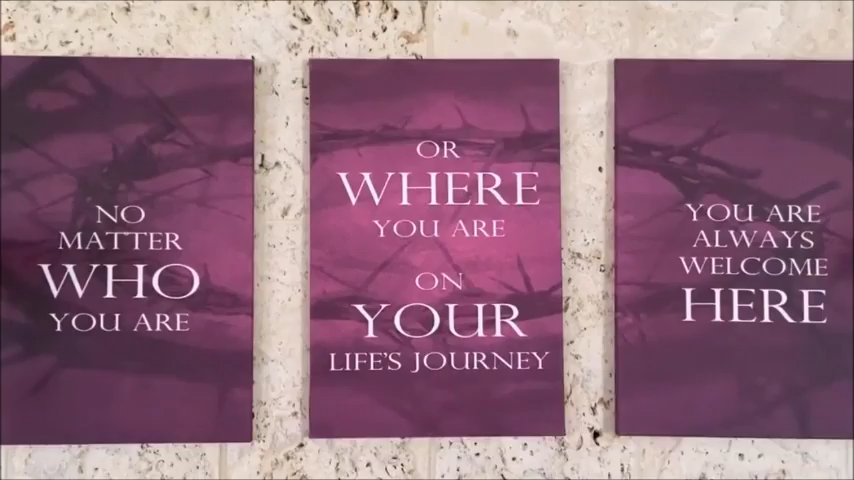 NO
MATTER
WHO
YOU ARE
OR
WHERE
YOU ARE
ON
YOUR
LIFE'S JOURNEY
YOU ARE
ALWAYS
WELCOME
HERE